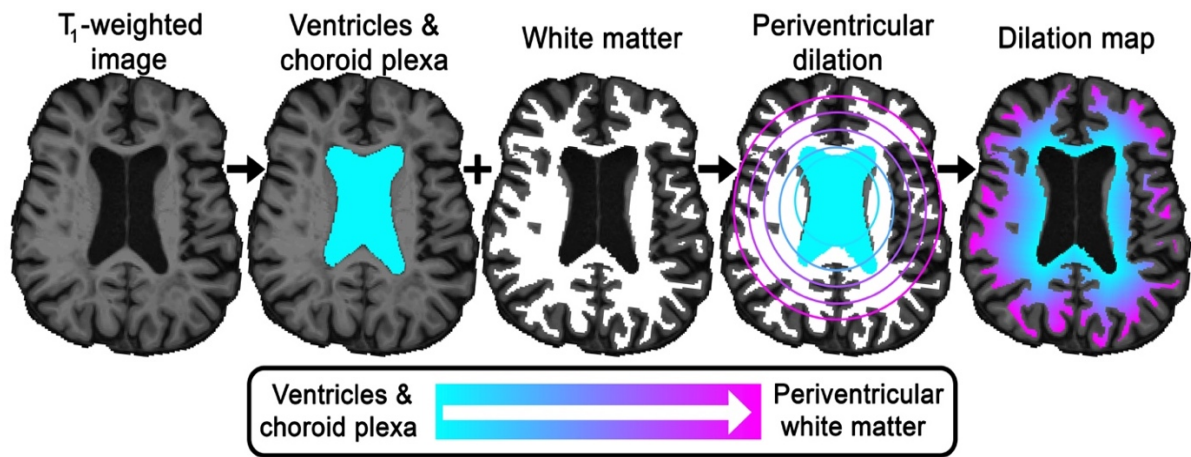 T₁-weighted
image
Ventricles &
choroid plexa
White matter
Periventricular
dilation
Dilation map
+
Ventricles &
choroid plexa
Periventricular
white matter